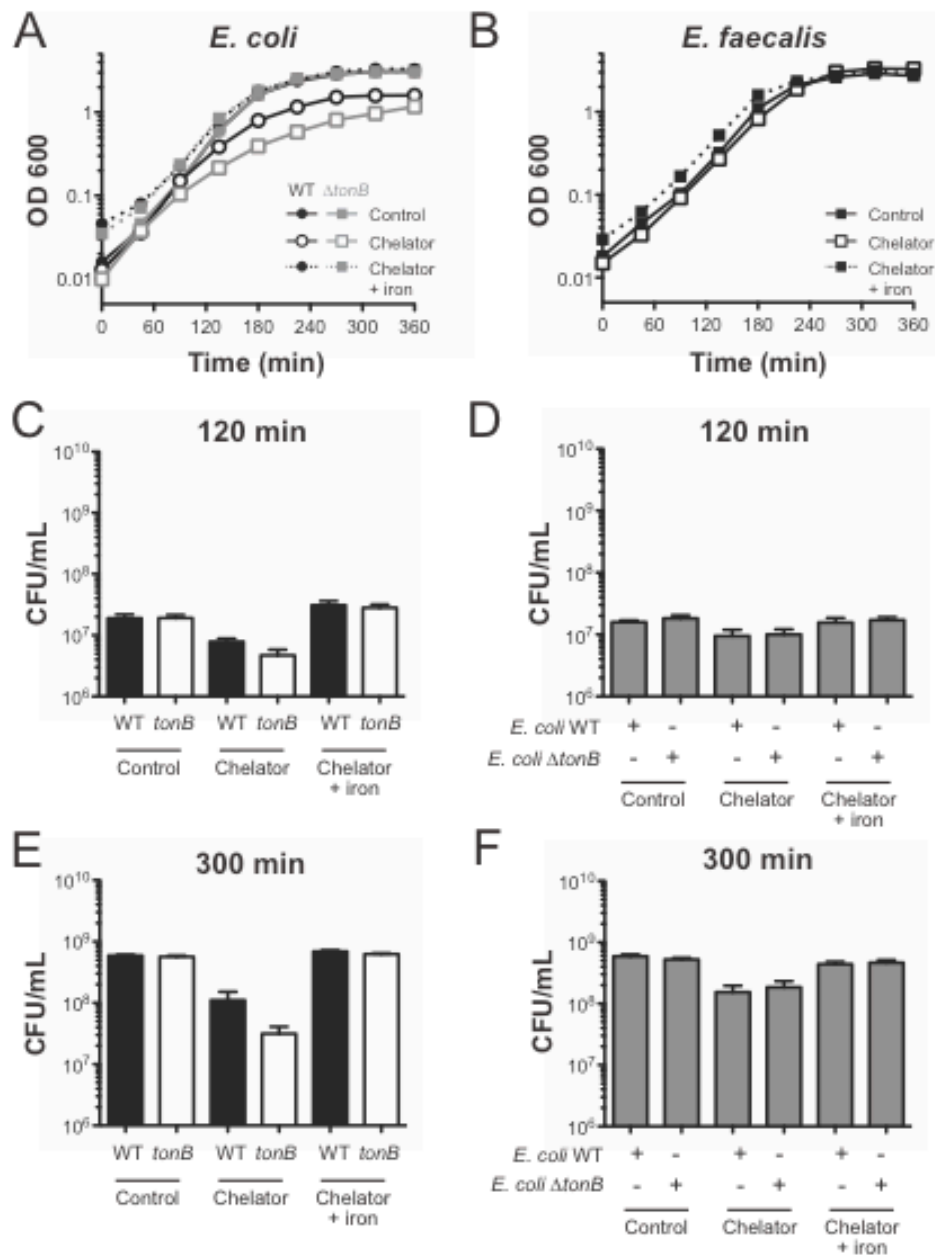 A
E. coli
OD 600
1
0.1
0.01
WT ΔtonB
Control
Chelator
Chelator
+ iron
0 60 120 180 240 300 360
Time (min)
B
E. faecalis
OD 600
1
0.1
0.01
Control
Chelator
Chelator
+ iron
0 60 120 180 240 300 360
Time (min)
C
120 min
CFU/mL
10¹⁰
10⁹
10⁸
10⁷
10⁶
WT tonB WT tonB WT tonB
Control Chelator Chelator
+ iron
D
120 min
CFU/mL
10¹⁰
10⁹
10⁸
10⁷
10⁶
E. coli WT + - + - + -
E. coli ΔtonB - + - + - +
Control Chelator Chelator
+ iron
E
300 min
CFU/mL
10¹⁰
10⁹
10⁸
10⁷
10⁶
WT tonB WT tonB WT tonB
Control Chelator Chelator
+ iron
F
300 min
CFU/mL
10¹⁰
10⁹
10⁸
10⁷
10⁶
E. coli WT + - + - + -
E. coli ΔtonB - + - + - +
Control Chelator Chelator
+ iron